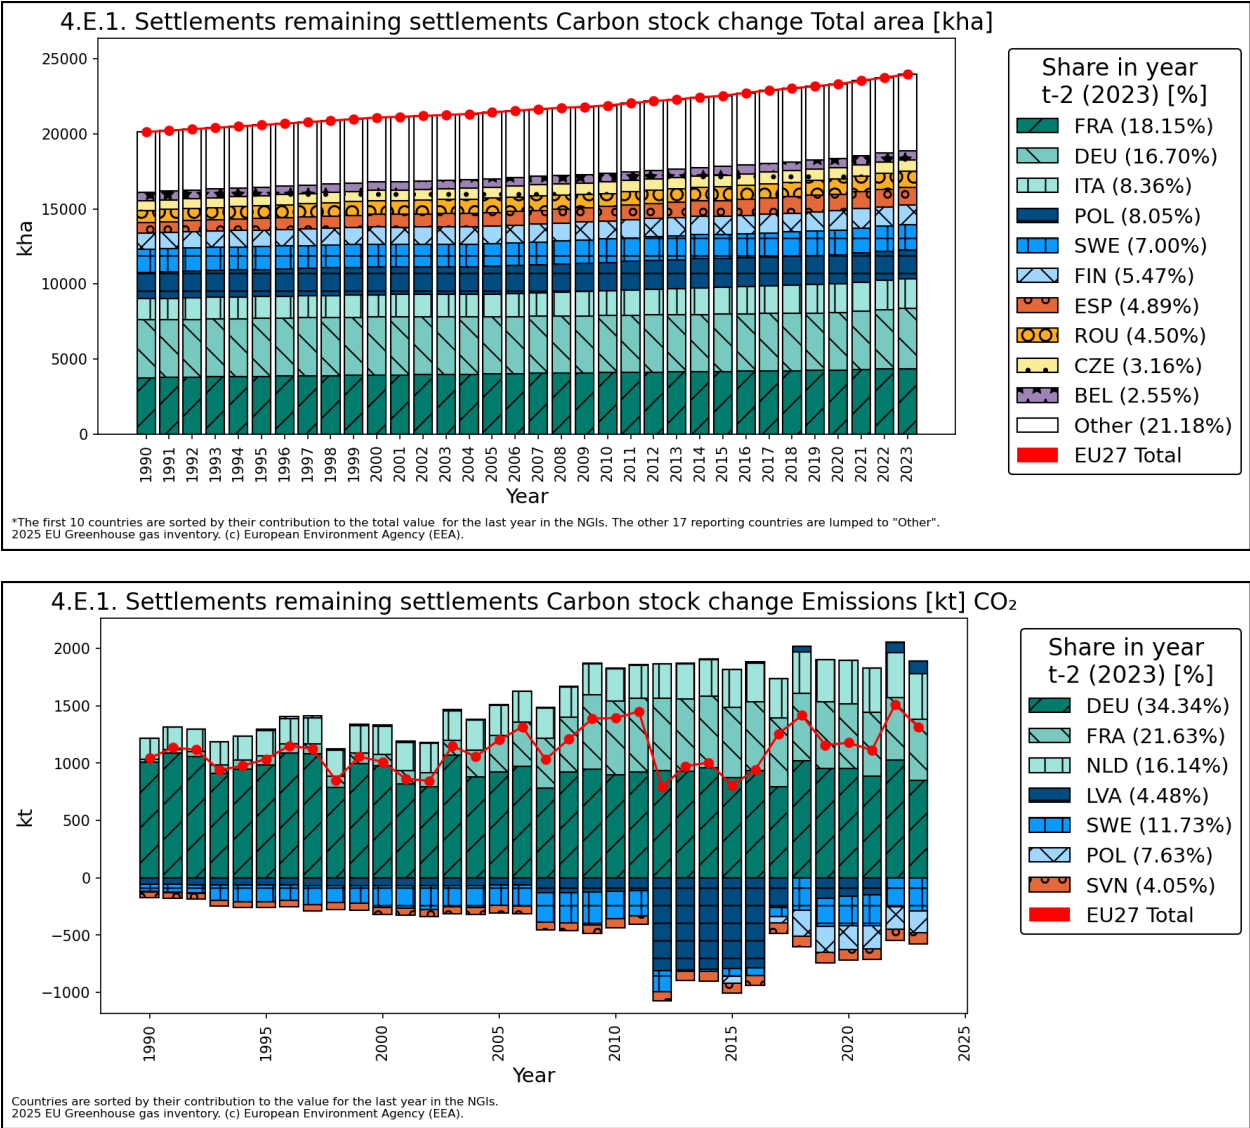 4.E.1. Settlements remaining settlements Carbon stock change Total area [kha]
25000
20000
15000
10000
5000
0
kha
1990 1991 1992 1993 1994 1995 1996 1997 1998 1999 2000 2001 2002 2003 2004 2005 2006 2007 2008 2009 2010 2011 2012 2013 2014 2015 2016 2017 2018 2019 2020 2021 2022 2023
Year
Share in year
t-2 (2023) [%]
FRA (18.15%)
DEU (16.70%)
ITA (8.36%)
POL (8.05%)
SWE (7.00%)
FIN (5.47%)
ESP (4.89%)
ROU (4.50%)
CZE (3.16%)
BEL (2.55%)
Other (21.18%)
EU27 Total
*The first 10 countries are sorted by their contribution to the total value  for the last year in the NGIs. The other 17 reporting countries are lumped to "Other".
2025 EU Greenhouse gas inventory. (c) European Environment Agency (EEA).
4.E.1. Settlements remaining settlements Carbon stock change Emissions [kt] CO₂
2000
1500
1000
500
0
−500
−1000
kt
1990 1995 2000 2005 2010 2015 2020 2025
Year
Share in year
t-2 (2023) [%]
DEU (34.34%)
FRA (21.63%)
NLD (16.14%)
LVA (4.48%)
SWE (11.73%)
POL (7.63%)
SVN (4.05%)
EU27 Total
Countries are sorted by their contribution to the value for the last year in the NGIs.
2025 EU Greenhouse gas inventory. (c) European Environment Agency (EEA).